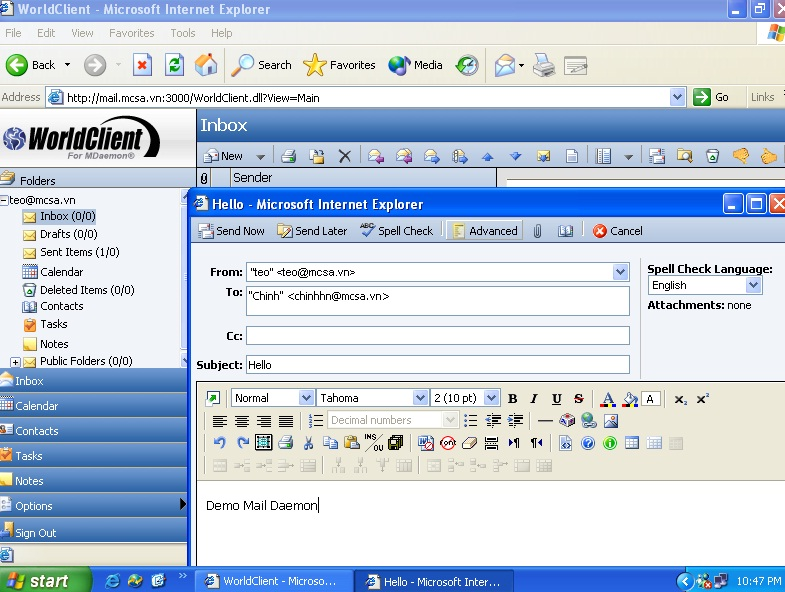 WorldClient - Microsoft Internet Explorer
File Edit View Favorites Tools Help
Back Search Favorites Media
Address http://mail.mcsa.vn:3000/WorldClient.dll?View=Main Go Links
WorldClient
For MDaemon®
Inbox
New
Folders
Sender
teo@mcsa.vn
Inbox (0/0)
Drafts (0/0)
Sent Items (1/0)
Calendar
Deleted Items (0/0)
Contacts
Tasks
Notes
Public Folders (0/0)
Inbox
Calendar
Contacts
Tasks
Notes
Options
Sign Out
Hello - Microsoft Internet Explorer
Send Now Send Later ABC Spell Check Advanced Cancel
From: "teo" <teo@mcsa.vn>
To: "Chinh" <chinhhn@mcsa.vn>
Cc:
Subject: Hello
Spell Check Language:
English
Attachments: none
Normal Tahoma 2 (10 pt) B I U S A A x₂ x²
Decimal numbers
INS/OV
Demo Mail Daemon
start WorldClient - Microso... Hello - Microsoft Inter... 10:47 PM